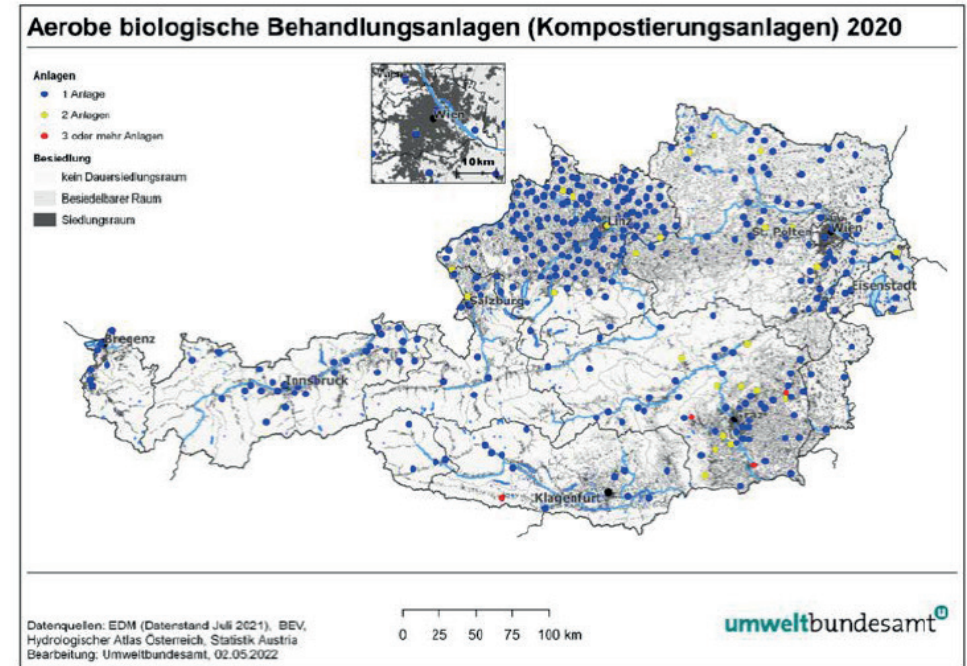 Aerobe biologische Behandlungsanlagen (Kompostierungsanlagen) 2020
Anlagen
1 Anlage
2 Anlagen
3 oder mehr Anlagen
Besiedlung
kein Dauersiedlungsraum
Besiedelbarer Raum
Siedlungsraum
Wien
10km
Linz
St. Pölten
Wien
Eisenstadt
Salzburg
Bregenz
Innsbruck
Klagenfurt
Datenquellen: EDM (Datenstand Juli 2021), BEV,
Hydrologischer Atlas Österreich, Statistik Austria
Bearbeitung: Umweltbundesamt, 02.05.2022
0 25 50 75 100 km
umweltbundesamt